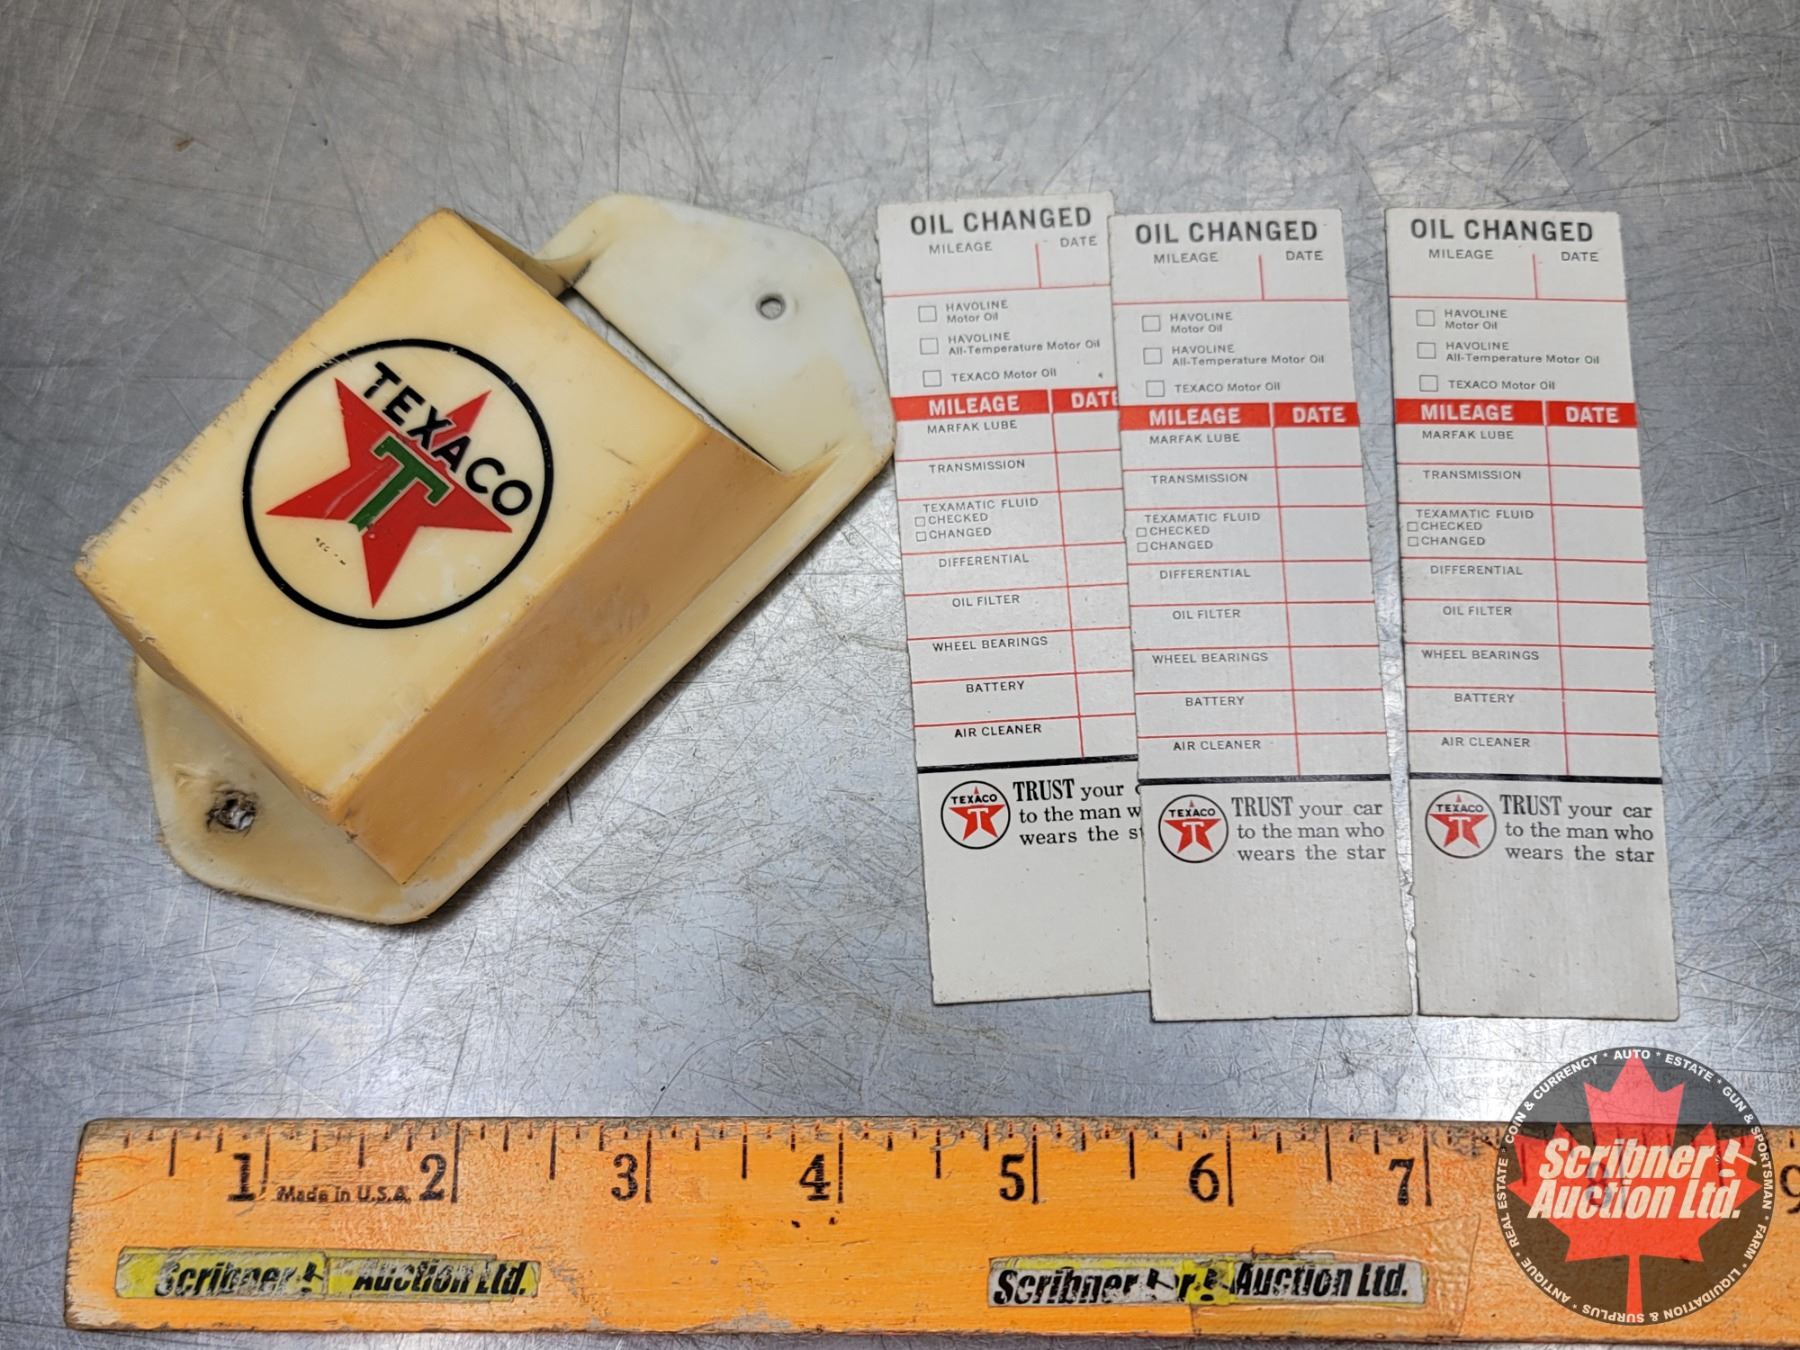 TEXACO
T
OIL CHANGED
MILEAGE DATE
HAVOLINE
Motor Oil
HAVOLINE
All-Temperature Motor Oil
TEXACO Motor Oil
MILEAGE DATE
MARFAK LUBE
TRANSMISSION
TEXAMATIC FLUID
CHECKED
CHANGED
DIFFERENTIAL
OIL FILTER
WHEEL BEARINGS
BATTERY
AIR CLEANER
TEXACO
T
TRUST your
to the man
wears the
OIL CHANGED
MILEAGE DATE
HAVOLINE
Motor Oil
HAVOLINE
All-Temperature Motor Oil
TEXACO Motor Oil
MILEAGE DATE
MARFAK LUBE
TRANSMISSION
TEXAMATIC FLUID
CHECKED
CHANGED
DIFFERENTIAL
OIL FILTER
WHEEL BEARINGS
BATTERY
AIR CLEANER
TEXACO
T
TRUST your car
to the man who
wears the star
OIL CHANGED
MILEAGE DATE
HAVOLINE
Motor Oil
HAVOLINE
All-Temperature Motor Oil
TEXACO Motor Oil
MILEAGE DATE
MARFAK LUBE
TRANSMISSION
TEXAMATIC FLUID
CHECKED
CHANGED
DIFFERENTIAL
OIL FILTER
WHEEL BEARINGS
BATTERY
AIR CLEANER
TEXACO
T
TRUST your car
to the man who
wears the star
1 2 3 4 5 6 7 8 9
Made in U.S.A.
Scribner Auction Ltd.
Scribner Auction Ltd.
Scribner
Auction Ltd.
ANTIQUE * REAL ESTATE * COIN & CURRENCY * AUTO * ESTATE * GUN & SPORTSMAN * FARM * LIQUIDATION & SURPLUS *